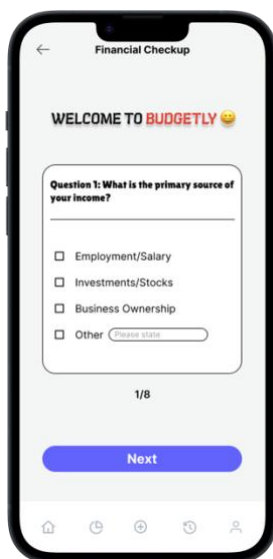 Financial Checkup
WELCOME TO BUDGETLY 😀
Question 1: What is the primary source of
your income?
Employment/Salary
Investments/Stocks
Business Ownership
Other Please state
1/8
Next